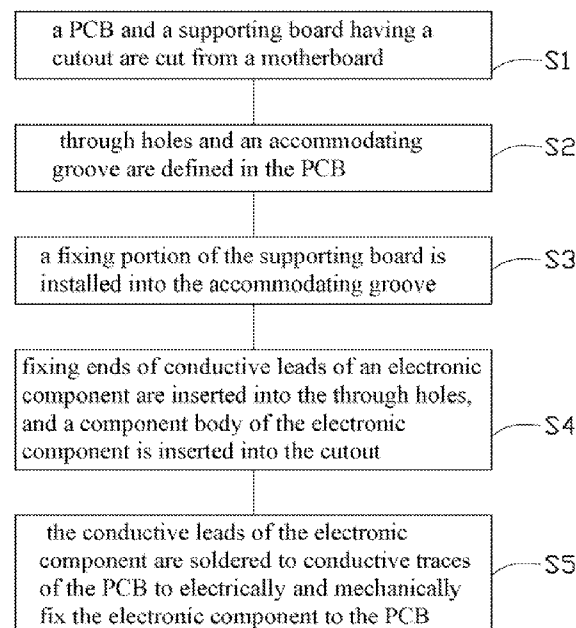 a PCB and a supporting board having a
cutout are cut from a motherboard
S1
through holes and an accommodating
groove are defined in the PCB
S2
a fixing portion of the supporting board is
installed into the accommodating groove
S3
fixing ends of conductive leads of an electronic
component are inserted into the through holes,
and a component body of the electronic
component is inserted into the cutout
S4
the conductive leads of the electronic
component are soldered to conductive traces
of the PCB to electrically and mechanically
fix the electronic component to the PCB
S5